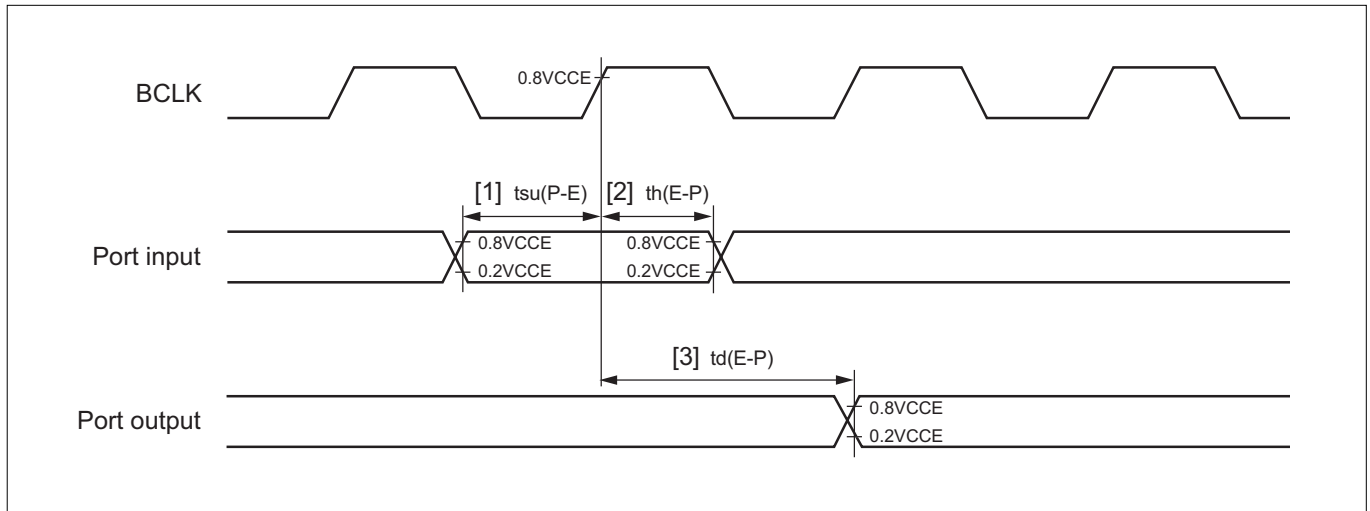 BCLK
0.8VCCE
[1] tsu(P-E)
[2] th(E-P)
Port input
0.8VCCE
0.2VCCE
0.8VCCE
0.2VCCE
[3] td(E-P)
Port output
0.8VCCE
0.2VCCE